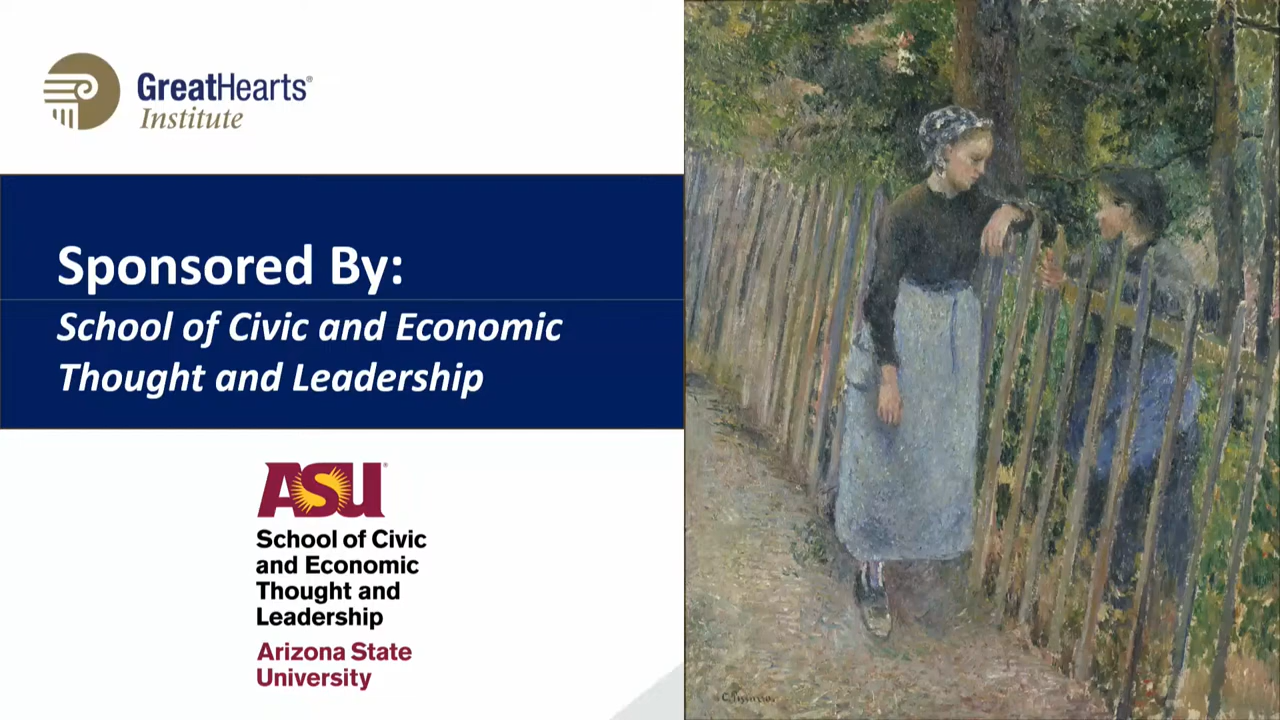 GreatHearts®
Institute
Sponsored By:
School of Civic and Economic
Thought and Leadership
ASU®
School of Civic
and Economic
Thought and
Leadership
Arizona State
University
C. Pissarro.